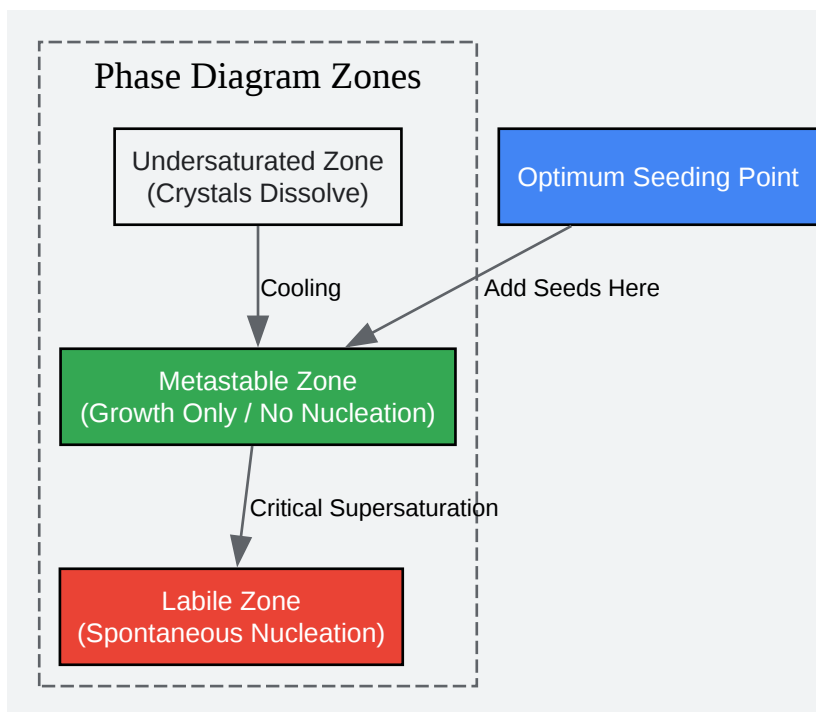 Phase Diagram Zones
Undersaturated Zone
(Crystals Dissolve)
Optimum Seeding Point
Cooling
Add Seeds Here
Metastable Zone
(Growth Only / No Nucleation)
Critical Supersaturation
Labile Zone
(Spontaneous Nucleation)